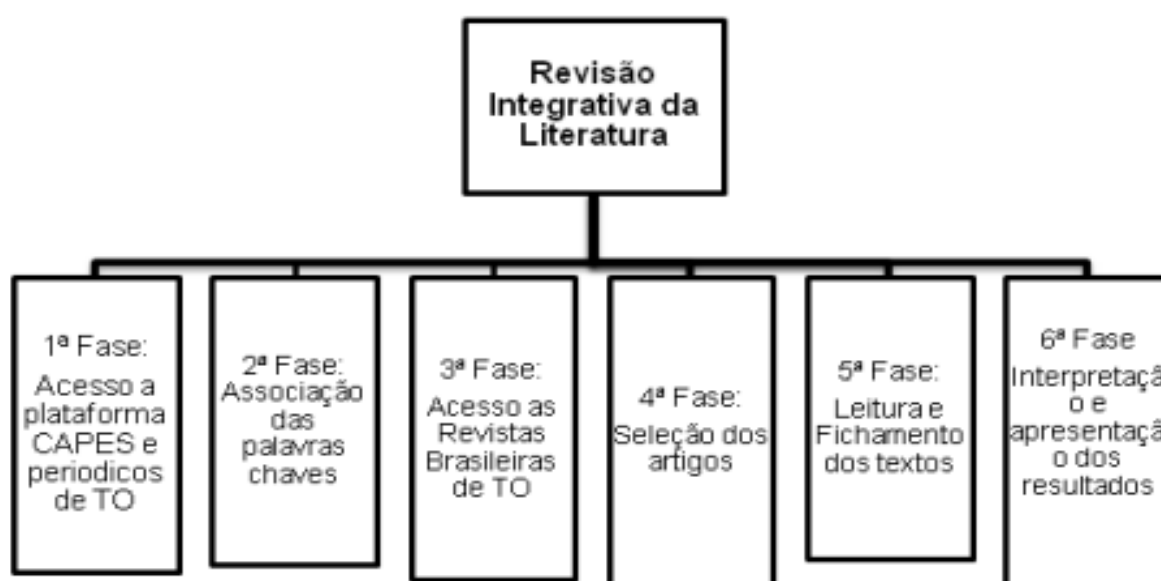 Revisão
Integrativa da
Literatura
1ª Fase:
Acesso a
plataforma
CAPES e
periodicos
de TO
2ª Fase:
Associação
das
palavras
chaves
3ª Fase:
Acesso as
Revistas
Brasileiras
de TO
4ª Fase:
Seleção dos
artigos
5ª Fase:
Leitura e
Fichamento
dos textos
6ª Fase
Interpretaçã
o e
apresentaçã
o dos
resultados